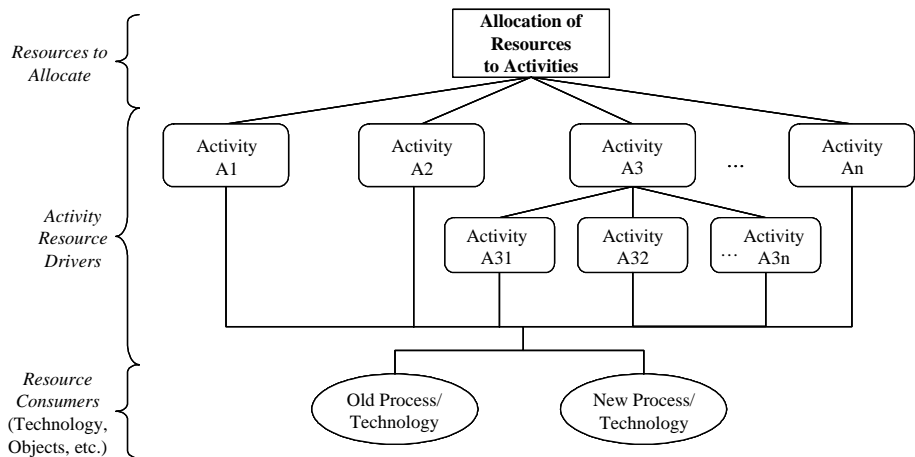 Allocation of
Resources
to Activities
Resources to
Allocate
Activity
A1
Activity
A2
Activity
A3
...
Activity
An
Activity
Resource
Drivers
Activity
A31
Activity
A32
Activity
... A3n
Resource
Consumers
(Technology,
Objects, etc.)
Old Process/
Technology
New Process/
Technology